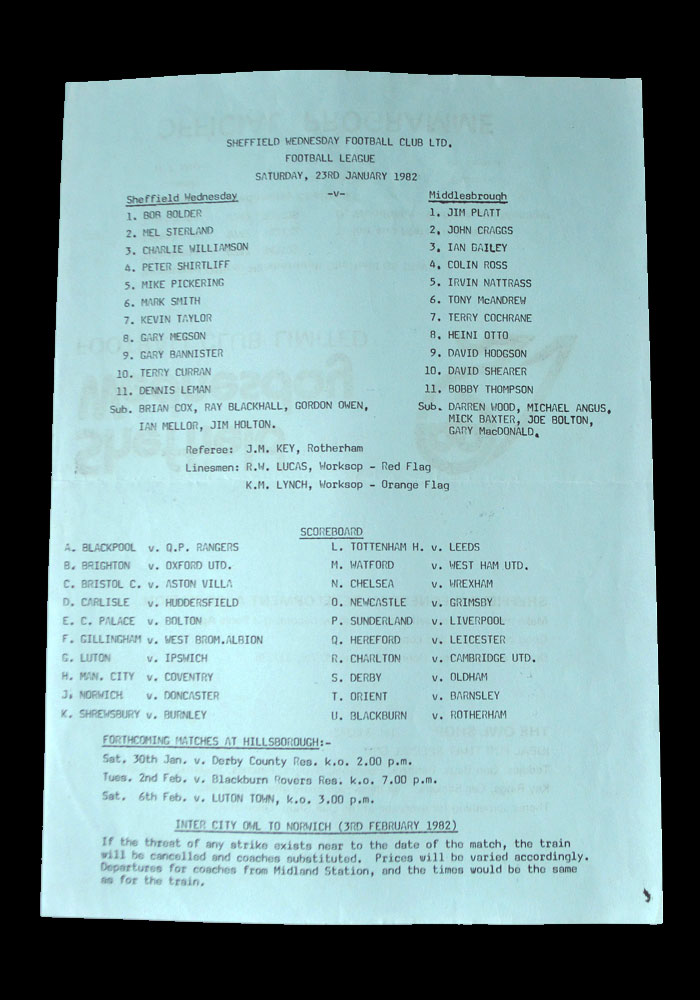 SHEFFIELD WEDNESDAY FOOTBALL CLUB LTD.
FOOTBALL LEAGUE
SATURDAY, 23RD JANUARY 1982
Sheffield Wednesday -v- Middlesbrough
1. BOB BOLDER
2. MEL STERLAND
3. CHARLIE WILLIAMSON
4. PETER SHIRTLIFF
5. MIKE PICKERING
6. MARK SMITH
7. KEVIN TAYLOR
8. GARY MEGSON
9. GARY BANNISTER
10. TERRY CURRAN
11. DENNIS LEMAN
Sub. BRIAN COX, RAY BLACKHALL, GORDON OWEN,
IAN MELLOR, JIM HOLTON.
1. JIM PLATT
2. JOHN CRAGGS
3. IAN BAILEY
4. COLIN ROSS
5. IRVIN NATTRASS
6. TONY McANDREW
7. TERRY COCHRANE
8. HEINI OTTO
9. DAVID HODGSON
10. DAVID SHEARER
11. BOBBY THOMPSON
Sub. DARREN WOOD, MICHAEL ANGUS,
MICK BAXTER, JOE BOLTON,
GARY MacDONALD.
Referee: J.M. KEY, Rotherham
Linesmen: R.W. LUCAS, Worksop - Red Flag
K.M. LYNCH, Worksop - Orange Flag
SCOREBOARD
A. BLACKPOOL v. Q.P. RANGERS
B. BRIGHTON v. OXFORD UTD.
C. BRISTOL C. v. ASTON VILLA
D. CARLISLE v. HUDDERSFIELD
E. C. PALACE v. BOLTON
F. GILLINGHAM v. WEST BROM.ALBION
G. LUTON v. IPSWICH
H. MAN. CITY v. COVENTRY
J. NORWICH v. DONCASTER
K. SHREWSBURY v. BURNLEY
L. TOTTENHAM H. v. LEEDS
M. WATFORD v. WEST HAM UTD.
N. CHELSEA v. WREXHAM
O. NEWCASTLE v. GRIMSBY
P. SUNDERLAND v. LIVERPOOL
Q. HEREFORD v. LEICESTER
R. CHARLTON v. CAMBRIDGE UTD.
S. DERBY v. OLDHAM
T. ORIENT v. BARNSLEY
U. BLACKBURN v. ROTHERHAM
FORTHCOMING MATCHES AT HILLSBOROUGH:-
Sat. 30th Jan. v. Derby County Res. k.o. 2.00 p.m.
Tues. 2nd Feb. v. Blackburn Rovers Res. k.o. 7.00 p.m.
Sat. 6th Feb. v. LUTON TOWN, k.o. 3.00 p.m.
INTER CITY OWL TO NORWICH (3RD FEBRUARY 1982)
If the threat of any strike exists near to the date of the match, the train
will be cancelled and coaches substituted. Prices will be varied accordingly.
Departures for coaches from Midland Station, and the times would be the same
as for the train.